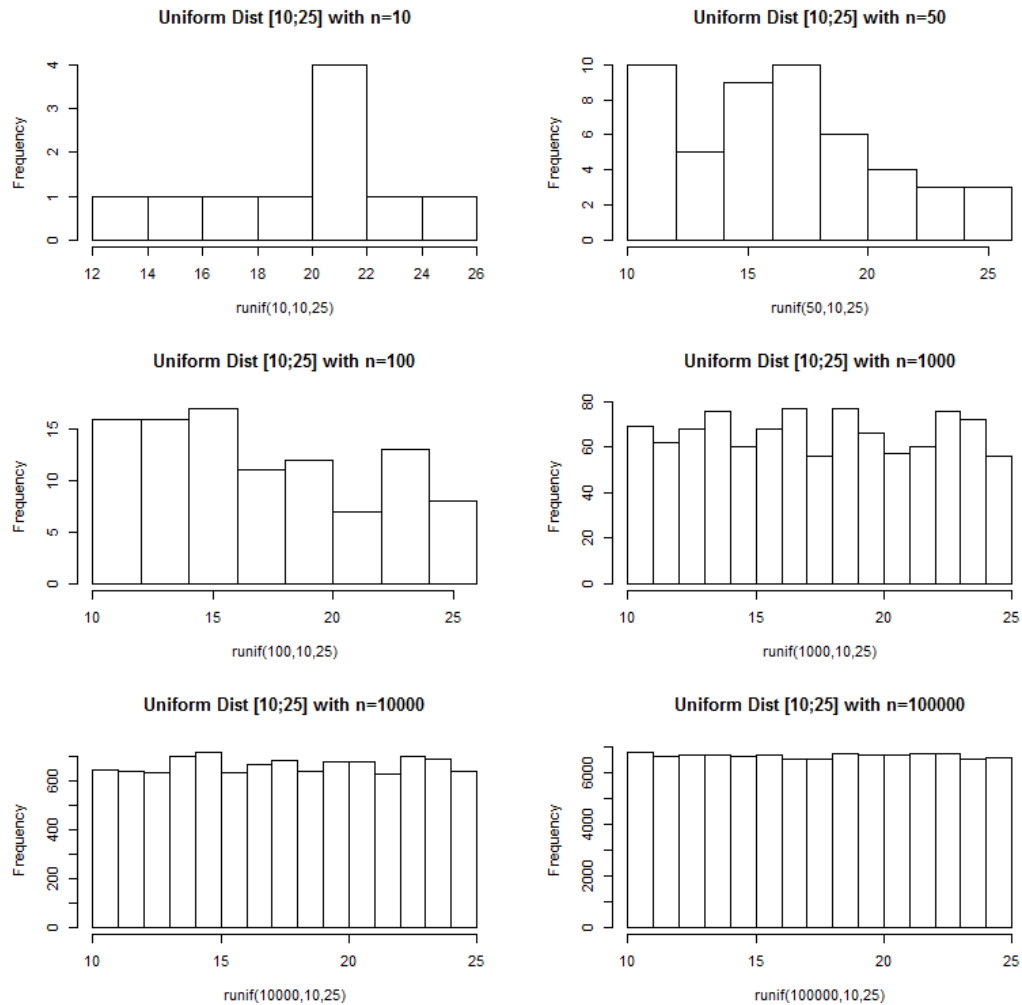 Uniform Dist [10;25] with n=10
Frequency
0 1 2 3 4
12 14 16 18 20 22 24 26
runif(10,10,25)
Uniform Dist [10;25] with n=50
Frequency
0 2 4 6 8 10
10 15 20 25
runif(50,10,25)
Uniform Dist [10;25] with n=100
Frequency
0 5 10 15
10 15 20 25
runif(100,10,25)
Uniform Dist [10;25] with n=1000
Frequency
0 20 40 60 80
10 15 20 25
runif(1000,10,25)
Uniform Dist [10;25] with n=10000
Frequency
0 200 400 600
10 15 20 25
runif(10000,10,25)
Uniform Dist [10;25] with n=100000
Frequency
0 2000 4000 6000
10 15 20 25
runif(100000,10,25)